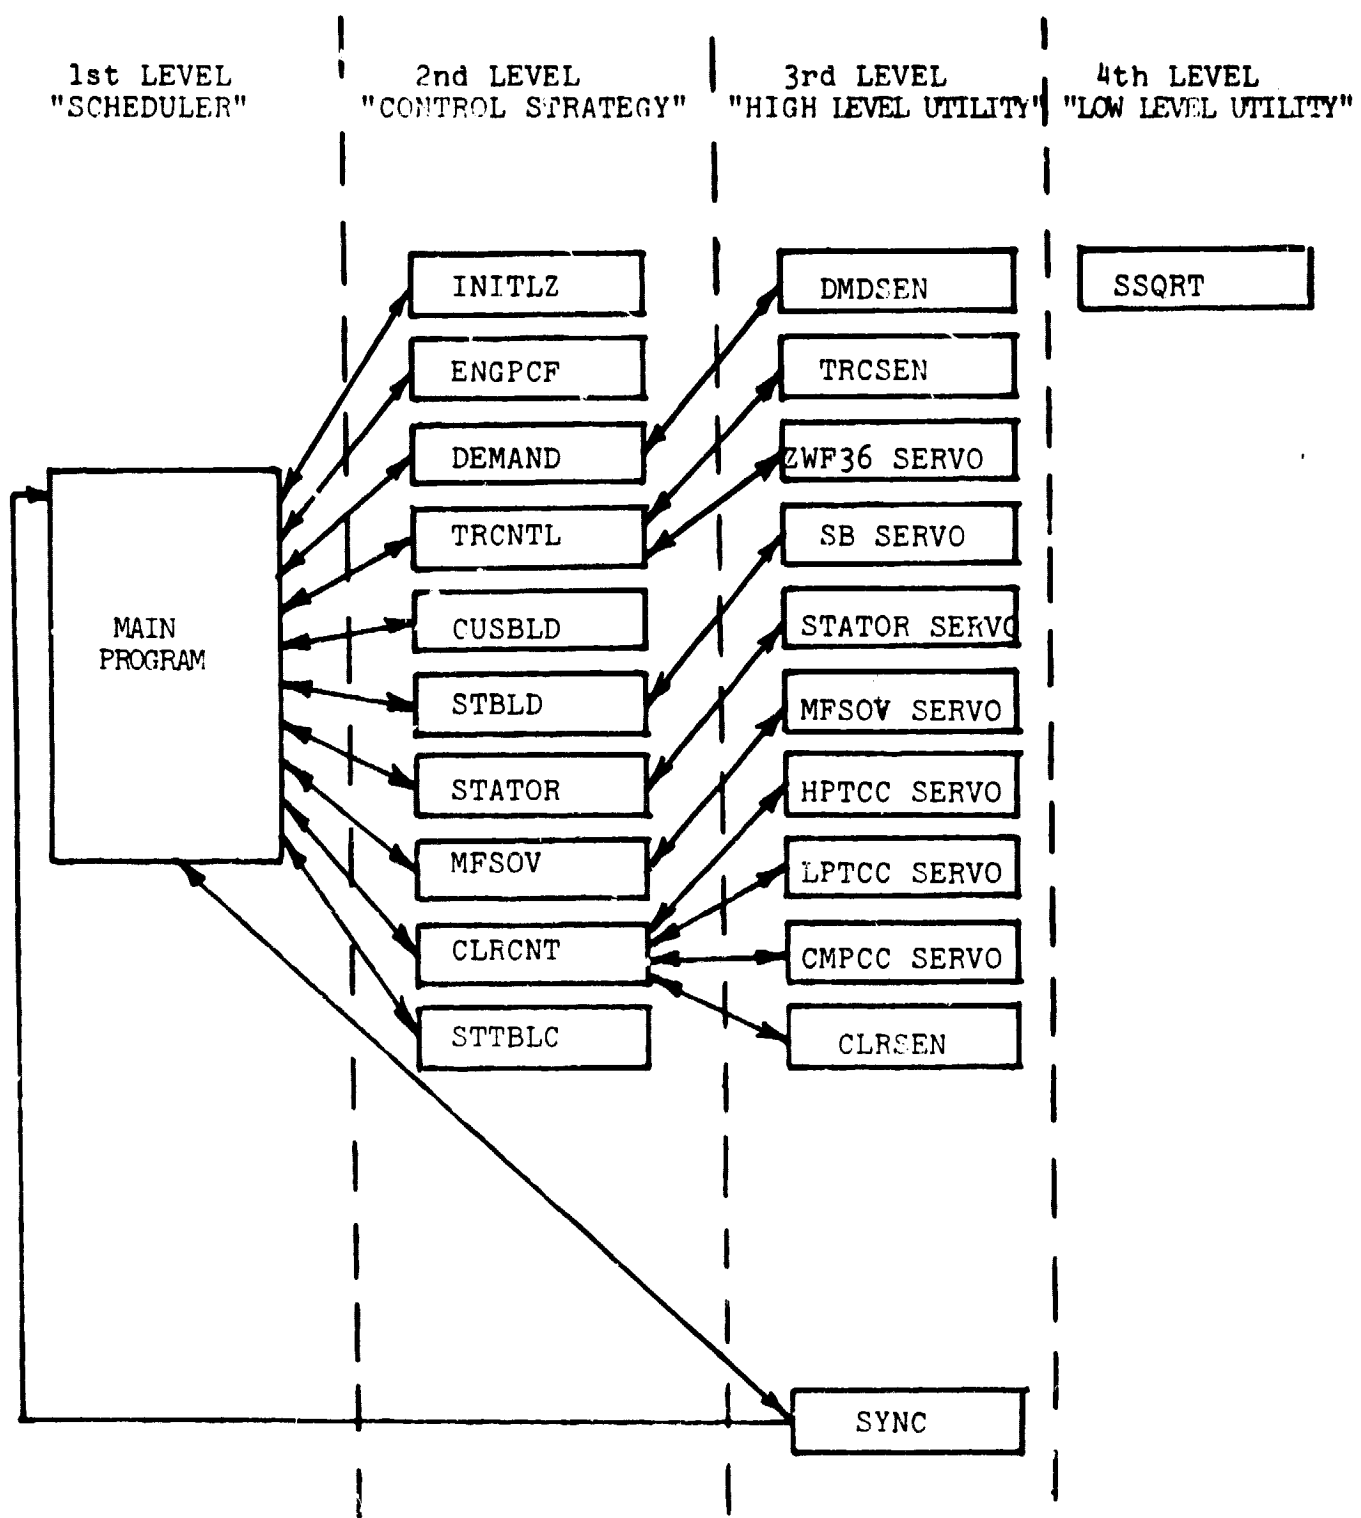 1st LEVEL
"SCHEDULER"
2nd LEVEL
"CONTROL STRATEGY"
3rd LEVEL
"HIGH LEVEL UTILITY"
4th LEVEL
"LOW LEVEL UTILITY"
MAIN
PROGRAM
INITLZ
ENGPCF
DEMAND
TRCNTL
CUSBLD
STBLD
STATOR
MFSOV
CLRCNT
STTBLC
DMDSEN
TRCSEN
ZWF36 SERVO
SB SERVO
STATOR SERVO
MFSOV SERVO
HPTCC SERVO
LPTCC SERVO
CMPCC SERVO
CLRSEN
SYNC
SSQRT